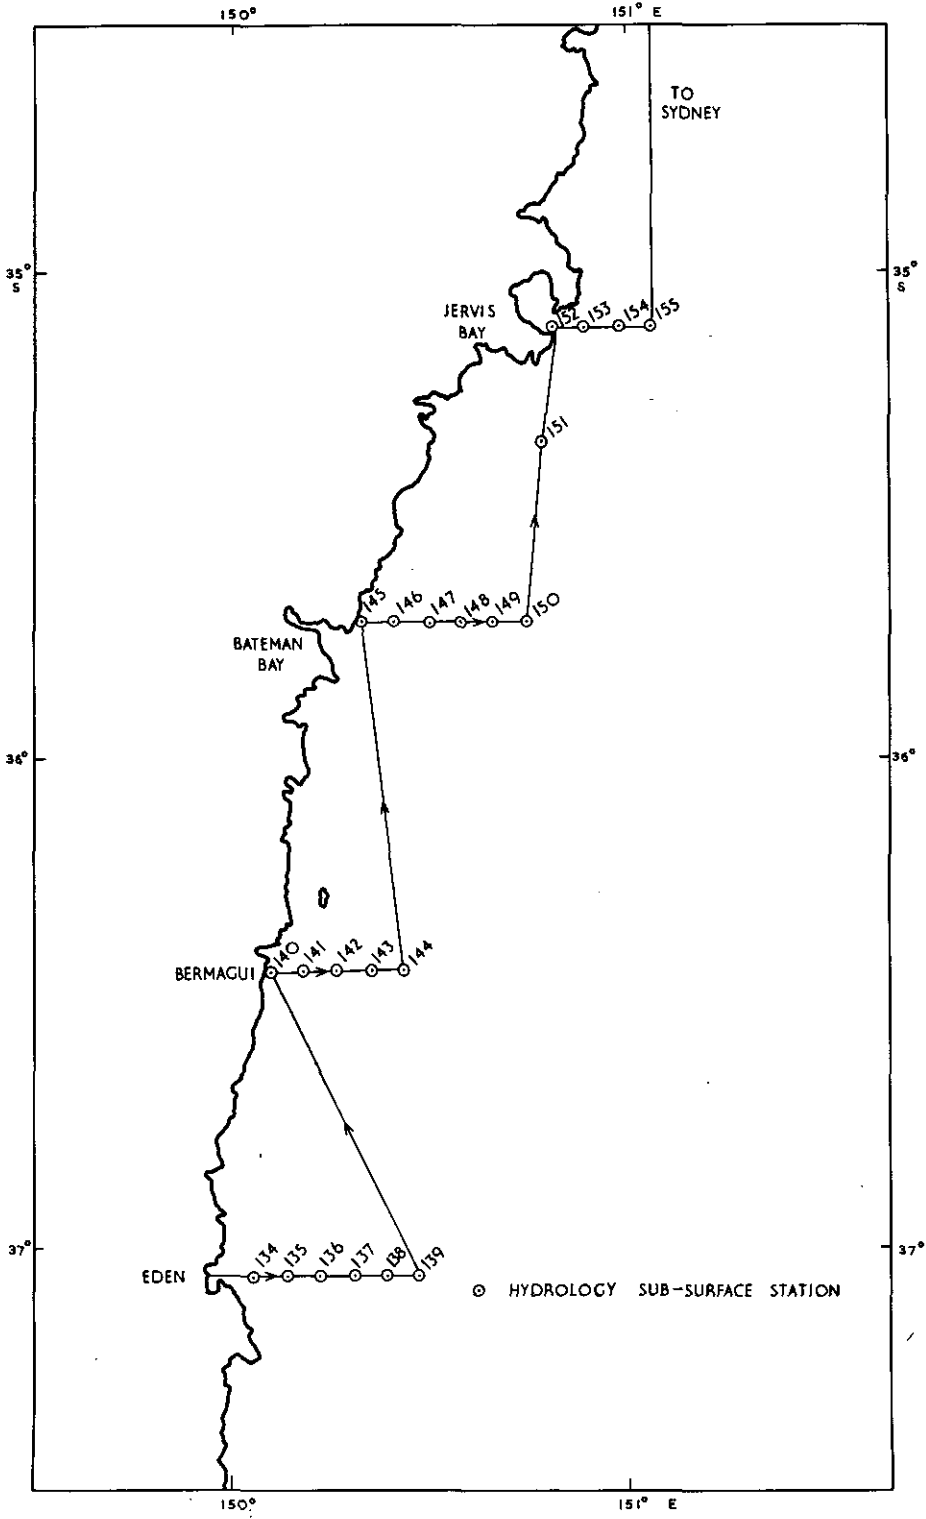 150°
151° E
TO
SYDNEY
35°
S
35°
S
JERVIS
BAY
152
153
154
155
151
145
146
147
148
149
150
BATEMAN
BAY
36°
36°
140
141
142
143
144
BERMAGUI
37°
37°
134
135
136
137
138
139
EDEN
HYDROLOGY SUB-SURFACE STATION
150°
151° E